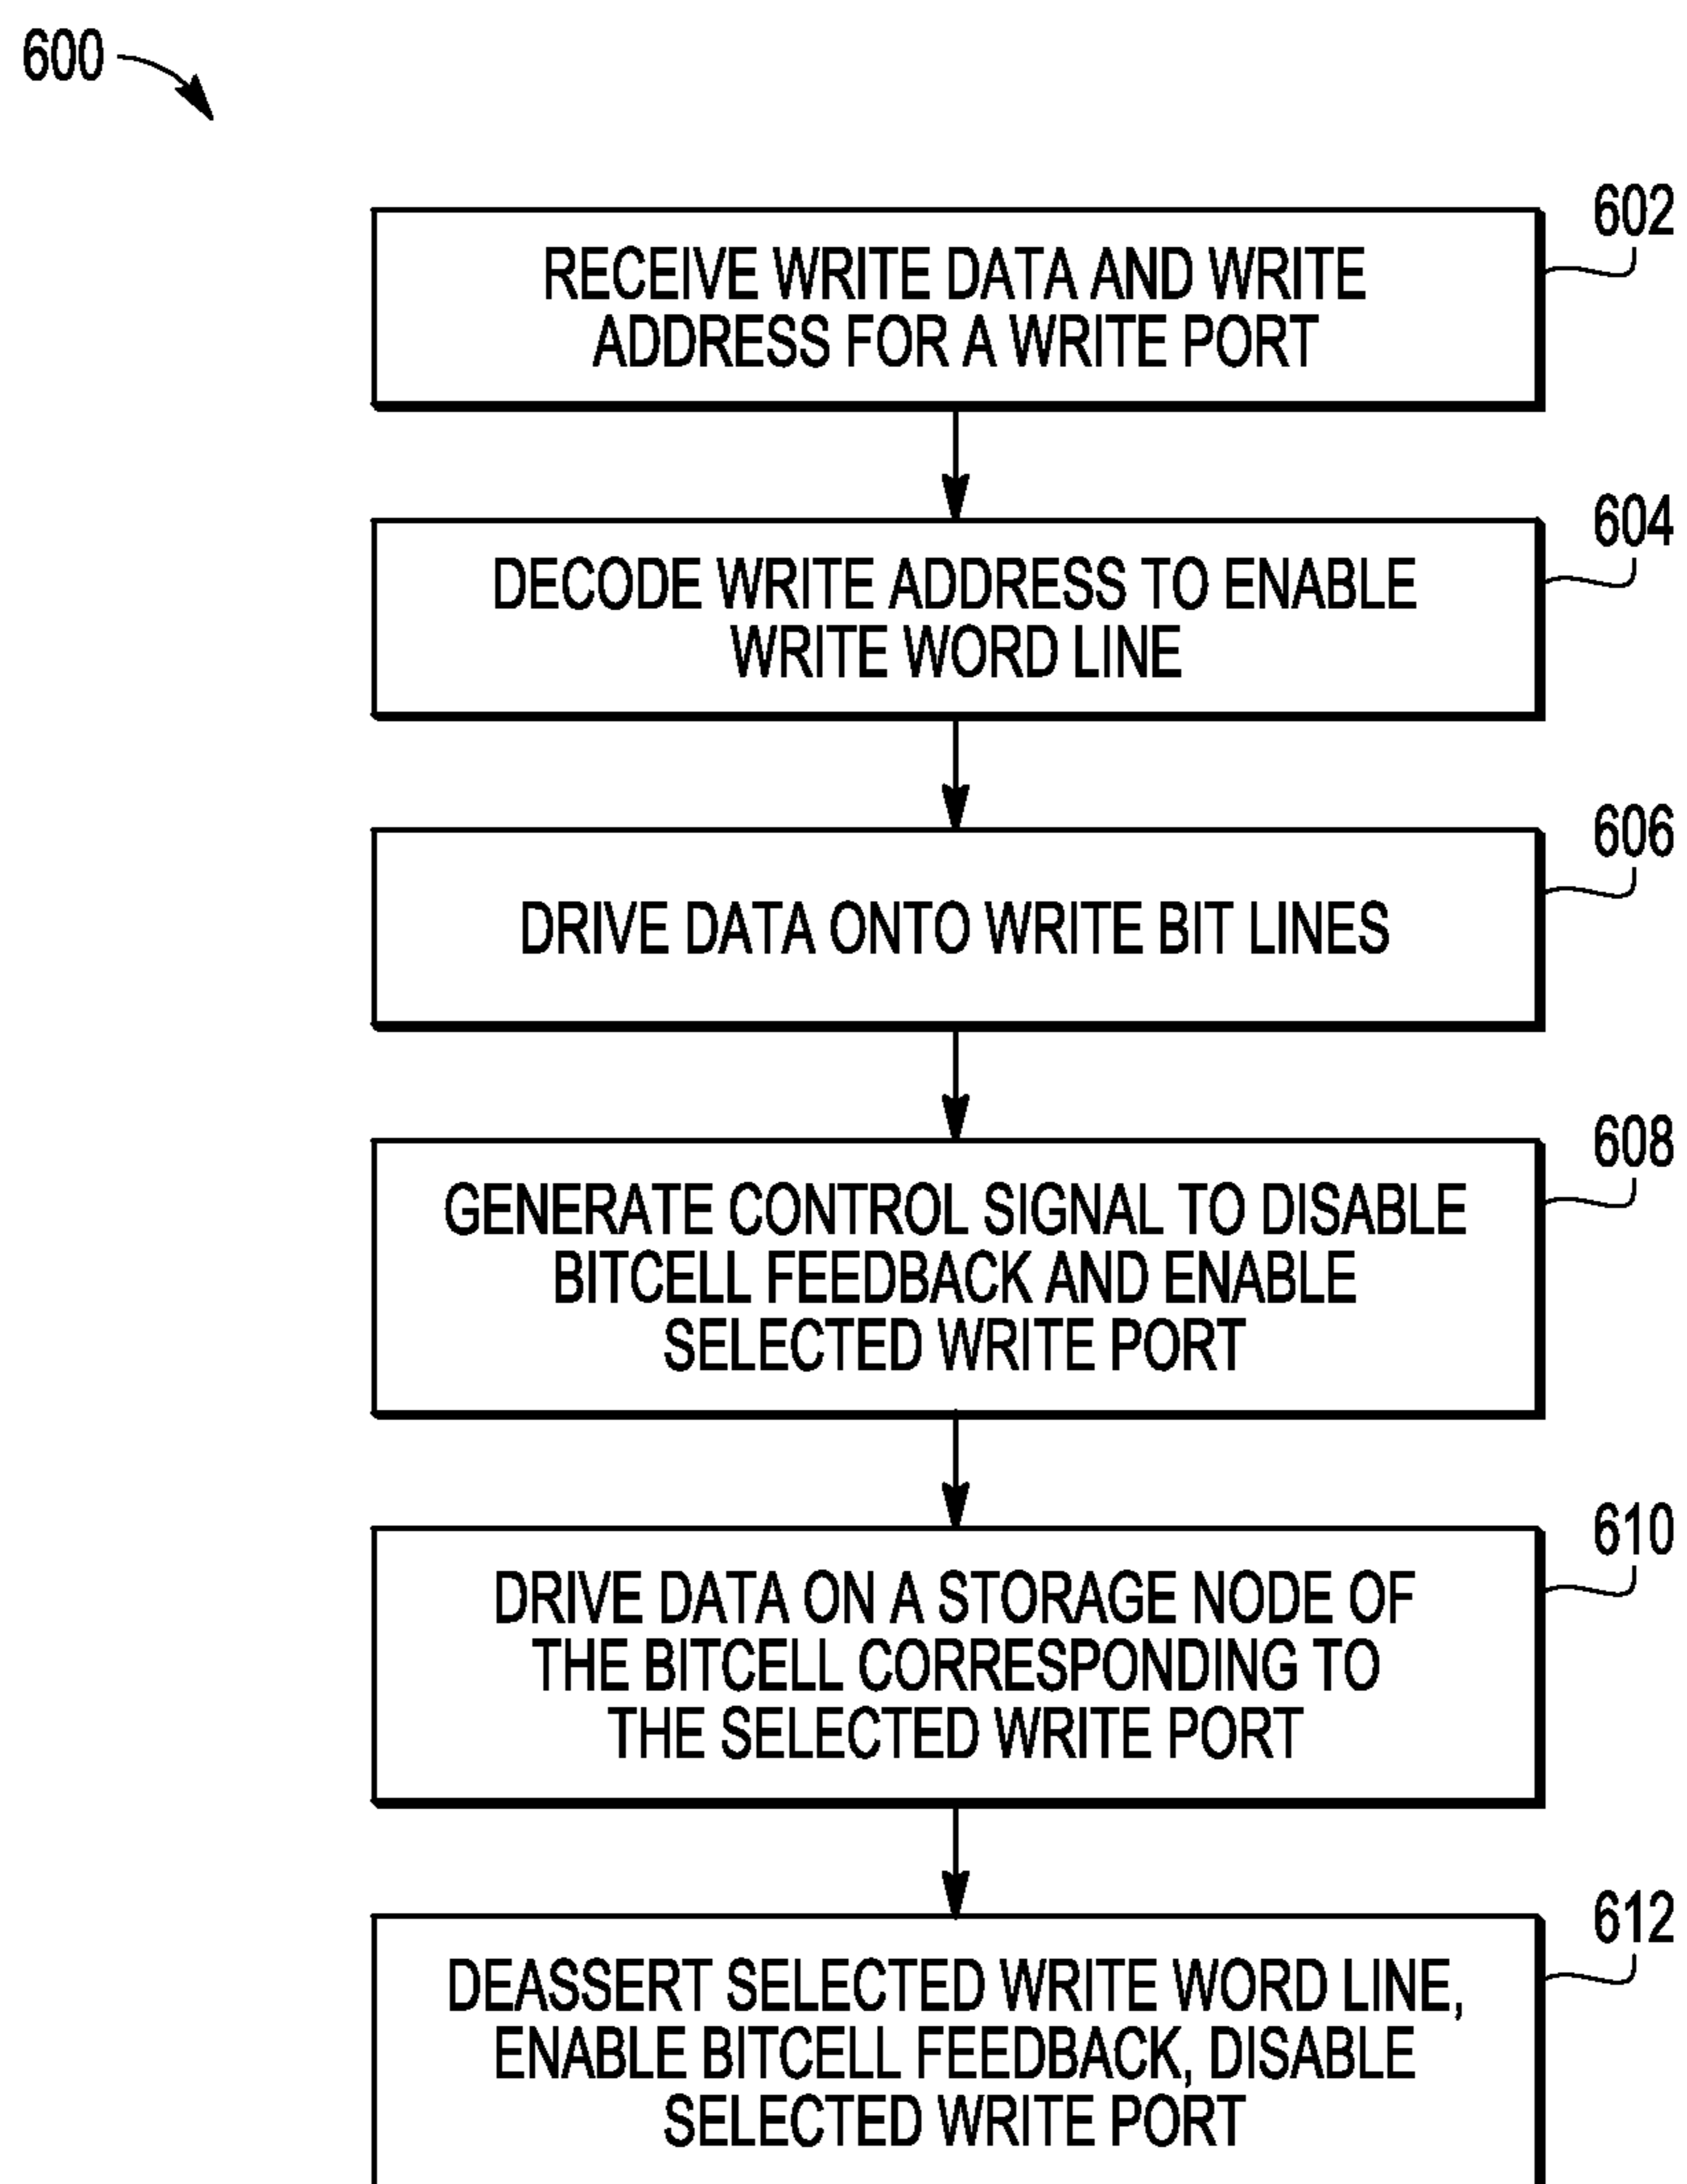 600
602
RECEIVE WRITE DATA AND WRITE
ADDRESS FOR A WRITE PORT
604
DECODE WRITE ADDRESS TO ENABLE
WRITE WORD LINE
606
DRIVE DATA ONTO WRITE BIT LINES
608
GENERATE CONTROL SIGNAL TO DISABLE
BITCELL FEEDBACK AND ENABLE
SELECTED WRITE PORT
610
DRIVE DATA ON A STORAGE NODE OF
THE BITCELL CORRESPONDING TO
THE SELECTED WRITE PORT
612
DEASSERT SELECTED WRITE WORD LINE,
ENABLE BITCELL FEEDBACK, DISABLE
SELECTED WRITE PORT